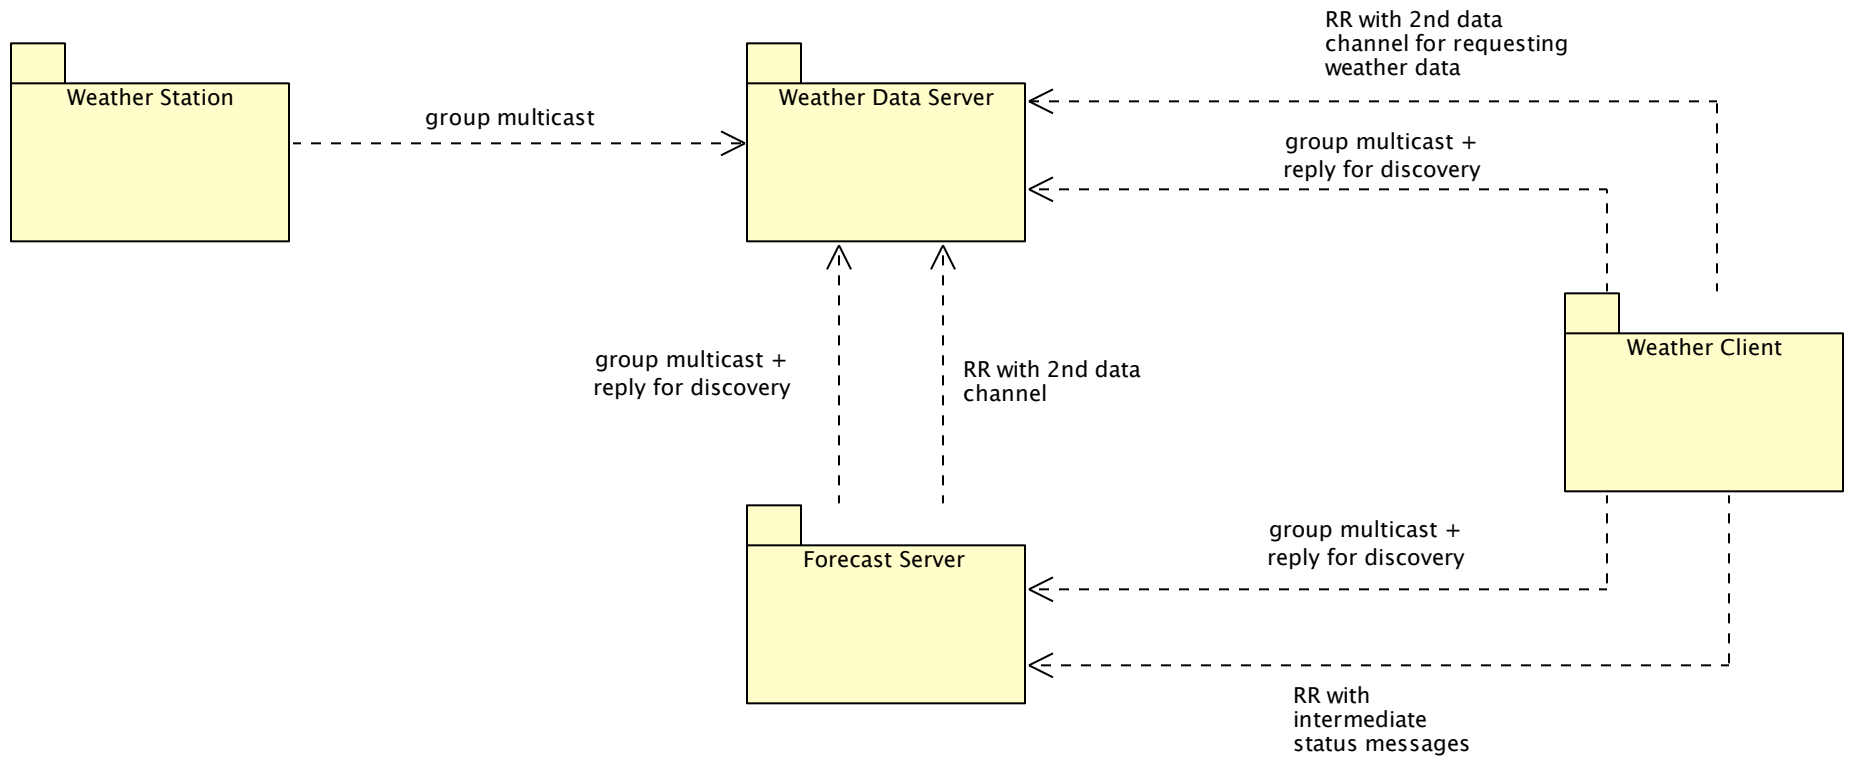 RR with 2nd data
channel for requesting
weather data
Weather Station
Weather Data Server
group multicast
group multicast +
reply for discovery
Weather Client
group multicast +
reply for discovery
RR with 2nd data
channel
Forecast Server
group multicast +
reply for discovery
RR with
intermediate
status messages